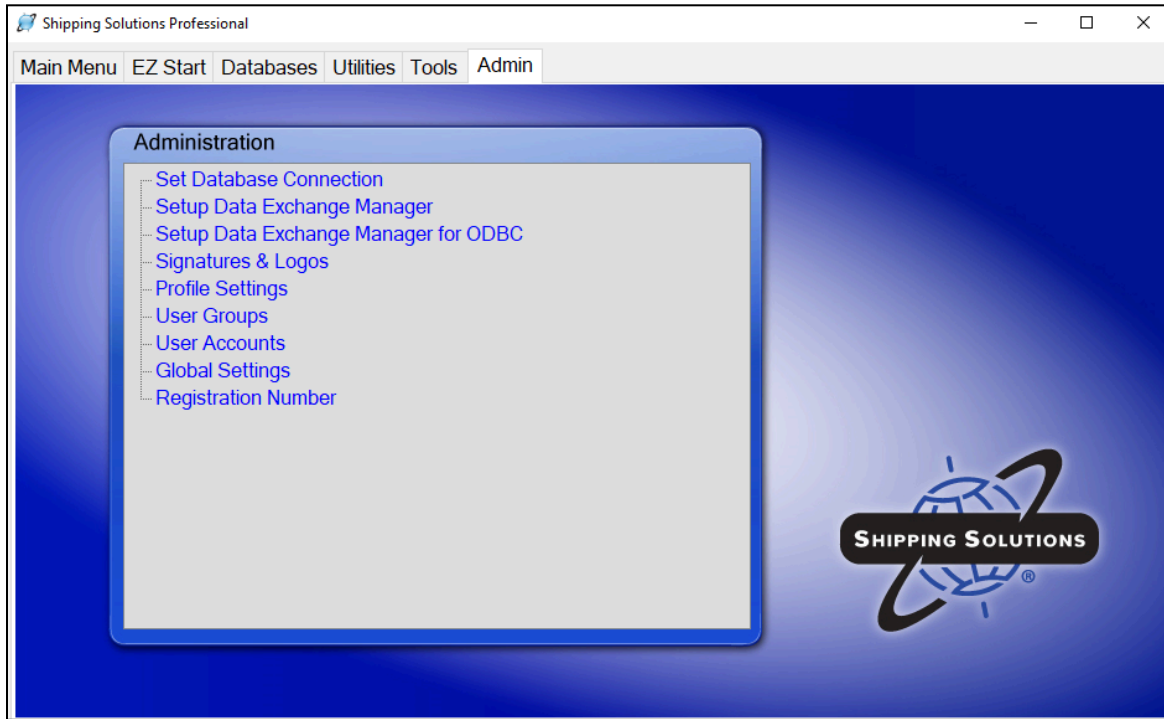 Shipping Solutions Professional
Main Menu EZ Start Databases Utilities Tools Admin
Administration
Set Database Connection
Setup Data Exchange Manager
Setup Data Exchange Manager for ODBC
Signatures & Logos
Profile Settings
User Groups
User Accounts
Global Settings
Registration Number
SHIPPING SOLUTIONS
®